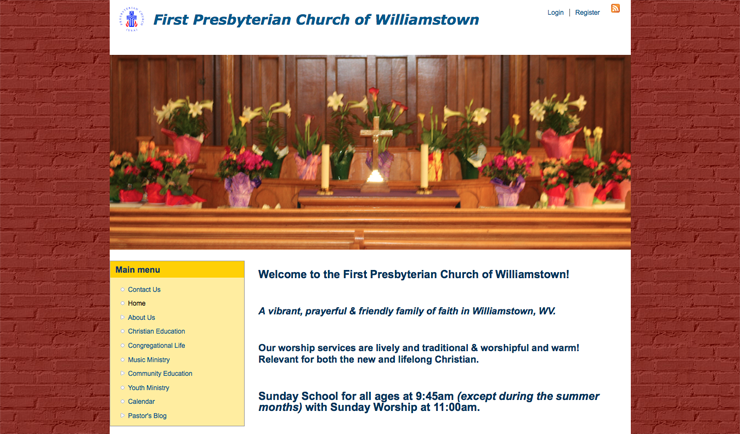 First Presbyterian Church of Williamstown
Login | Register
Main menu
Contact Us
Home
About Us
Christian Education
Congregational Life
Music Ministry
Community Education
Youth Ministry
Calendar
Pastor's Blog
Welcome to the First Presbyterian Church of Williamstown!
A vibrant, prayerful & friendly family of faith in Williamstown, WV.
Our worship services are lively and traditional & worshipful and warm!
Relevant for both the new and lifelong Christian.
Sunday School for all ages at 9:45am (except during the summer
months) with Sunday Worship at 11:00am.